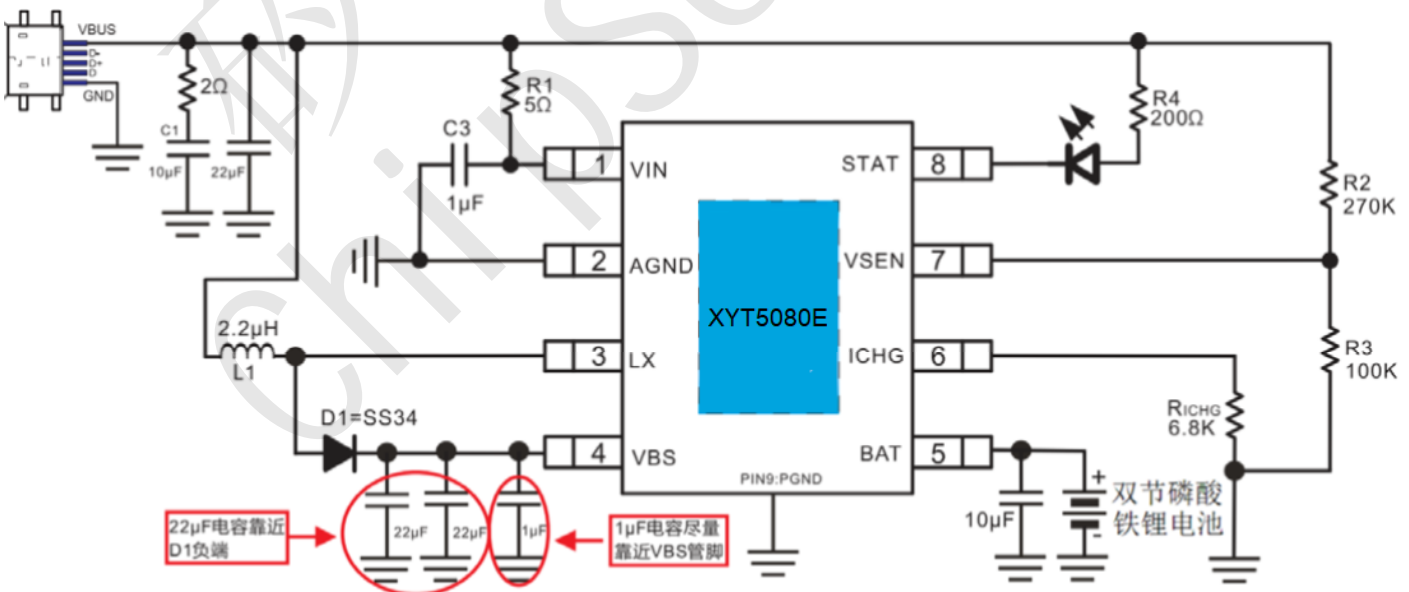 VBUS
D-
D+
D
GND
2Ω
C1
10μF
22μF
R1
5Ω
C3
1μF
1
VIN
2
AGND
3
LX
4
VBS
XYT5080E
PIN9:PGND
STAT
8
VSEN
7
ICHG
6
BAT
5
R4
200Ω
R2
270K
R3
100K
RICHG
6.8K
2.2μH
L1
D1=SS34
22μF
22μF
1μF
22μF电容靠近
D1负端
1μF电容尽量
靠近VBS管脚
10μF
+
-
双节磷酸
铁锂电池